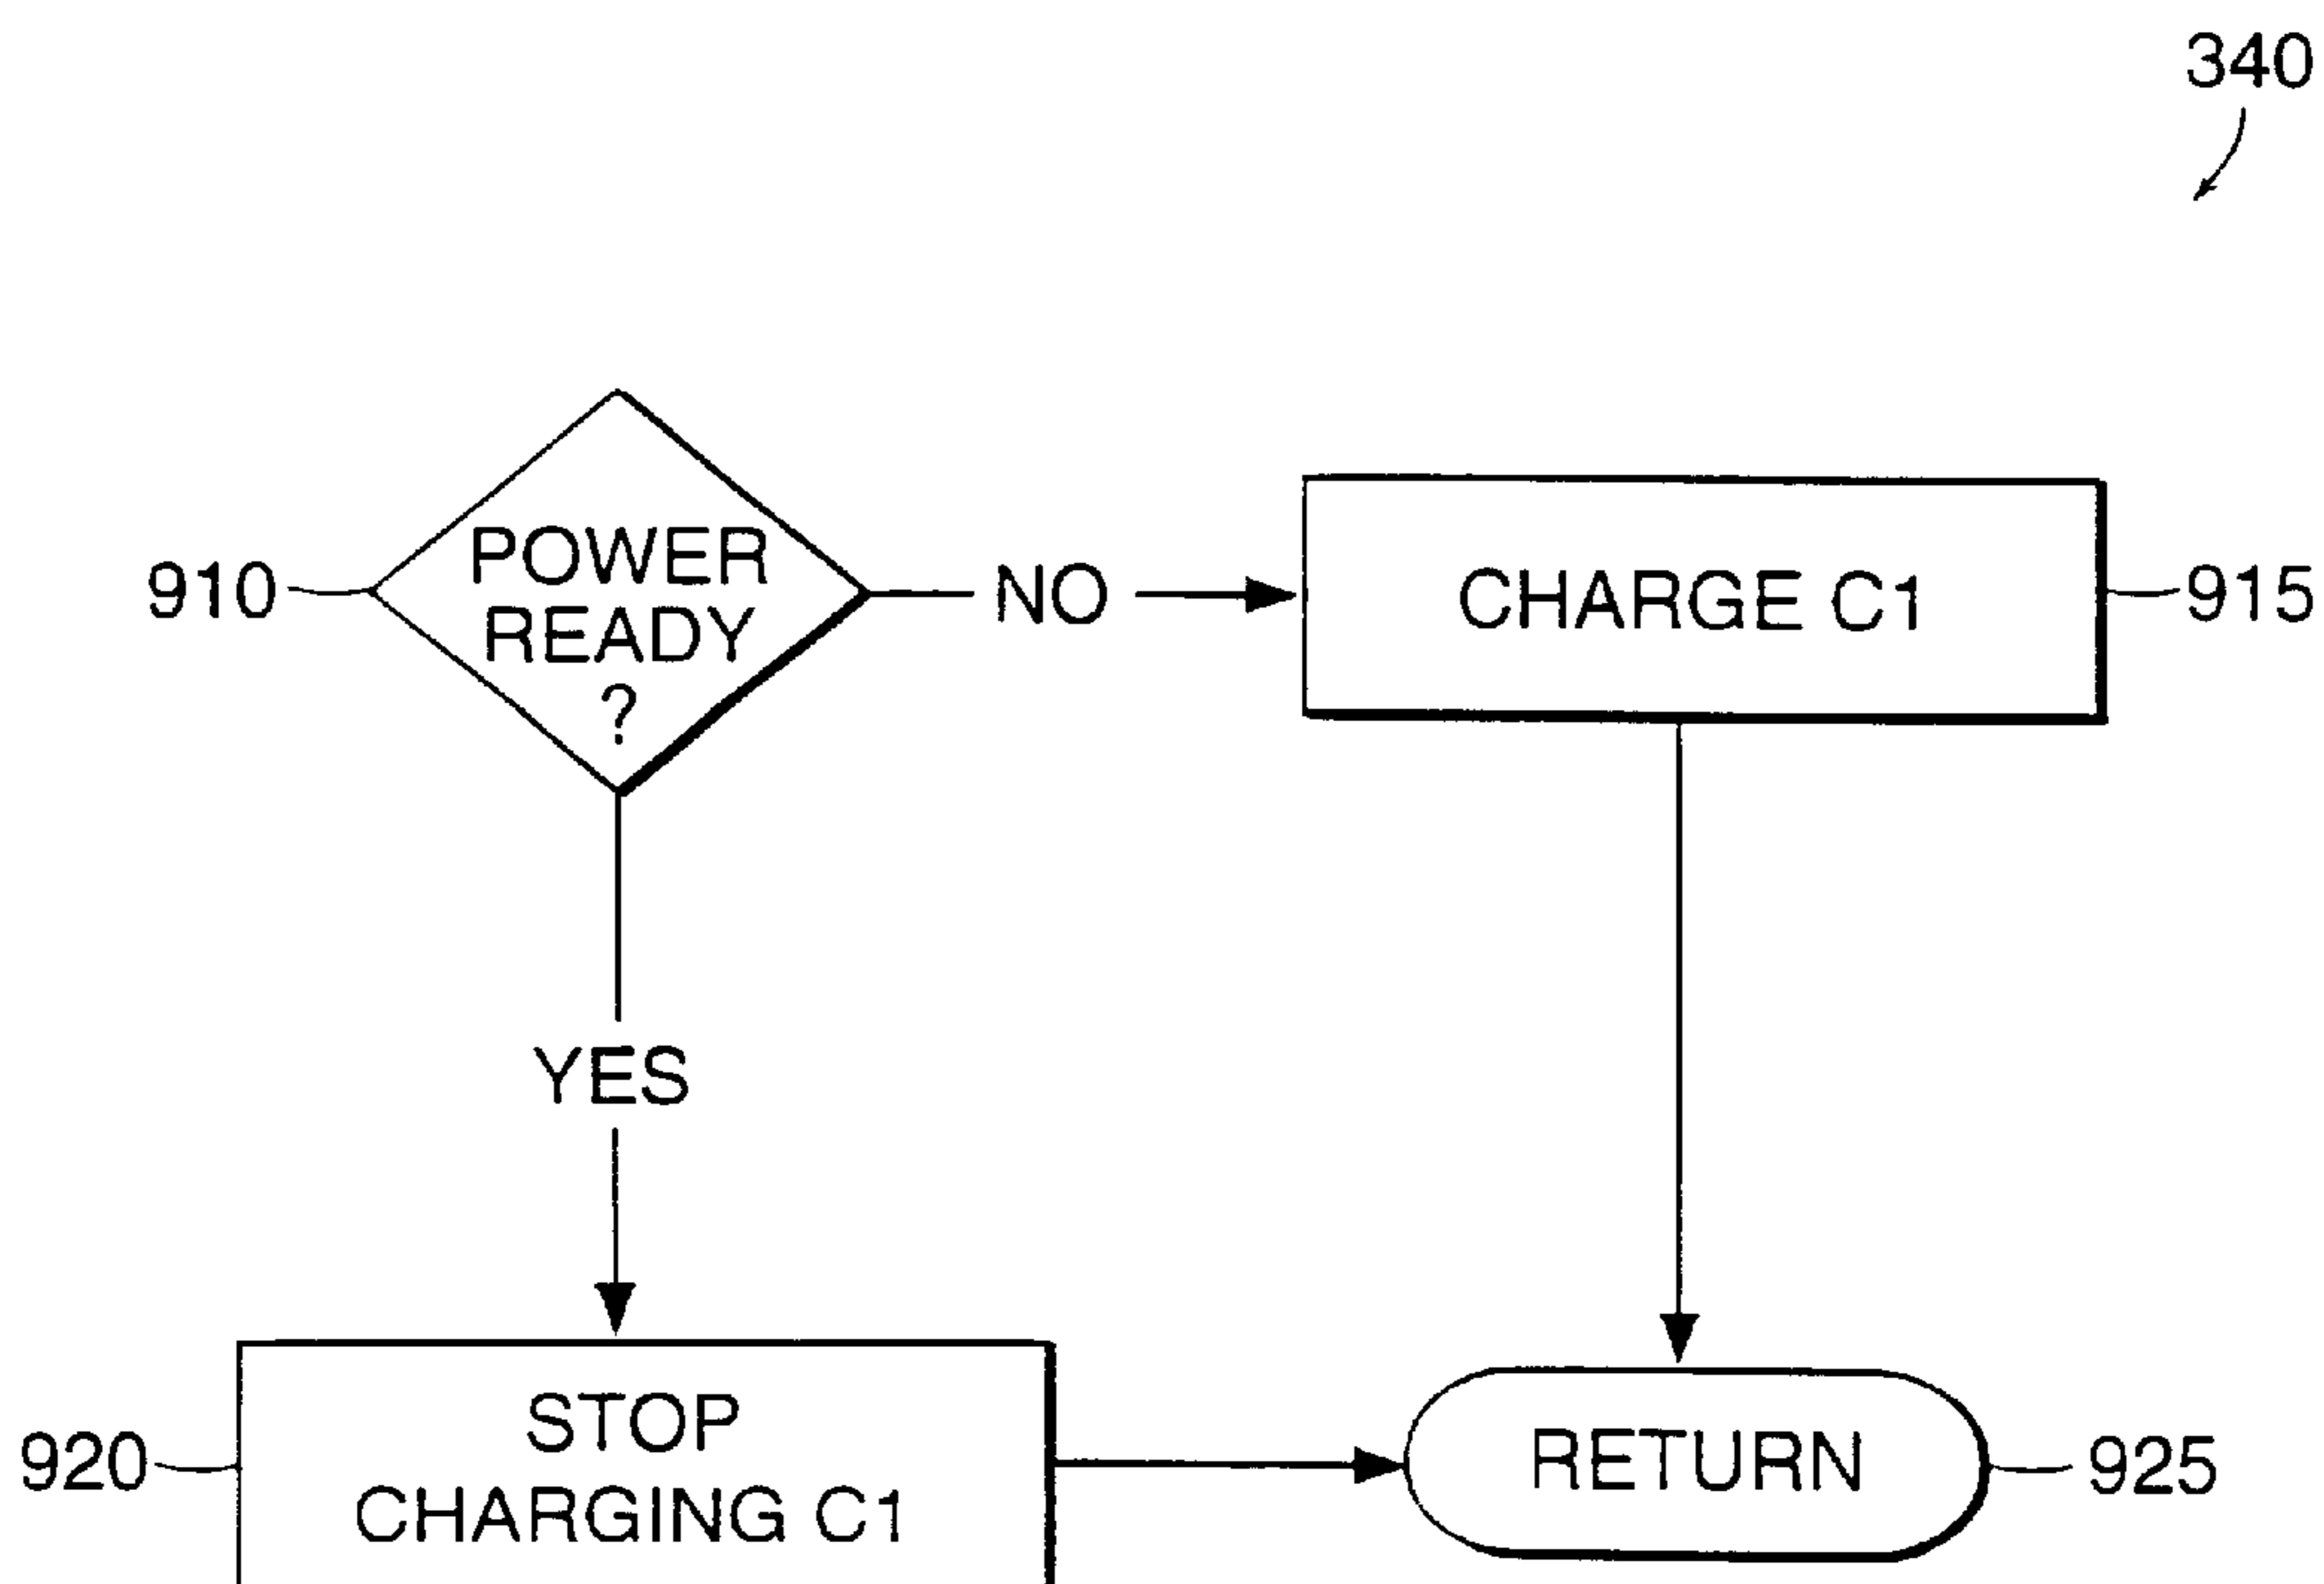 340
POWER
READY
?
910
NO
CHARGE C1
915
YES
STOP
CHARGING C1
920
RETURN
925